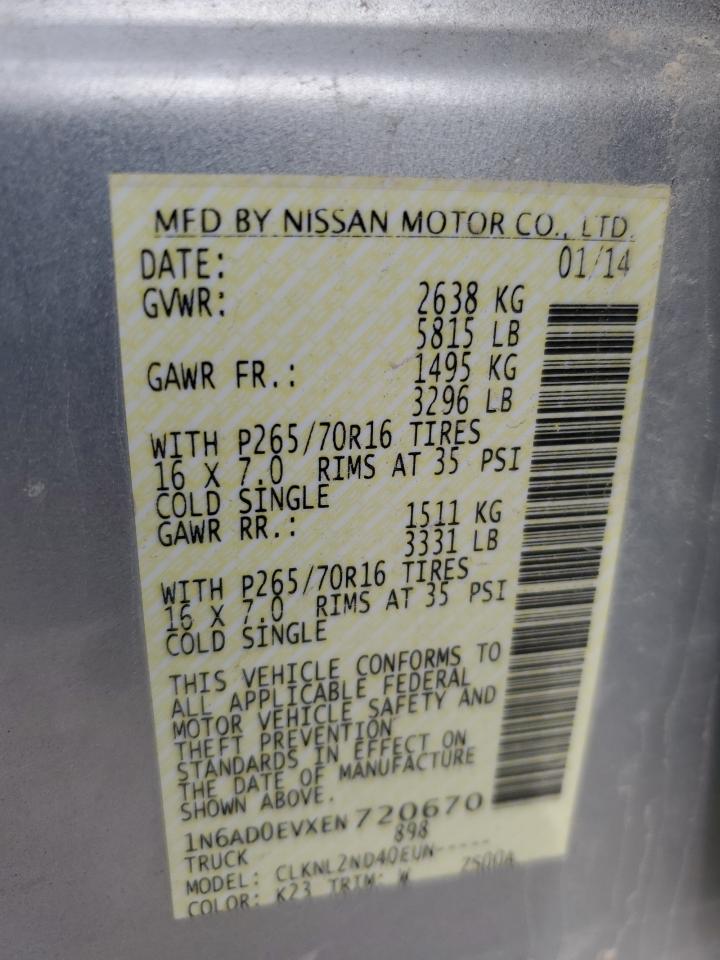 MFD BY NISSAN MOTOR CO., LTD.
DATE: 01/14
GVWR: 2638 KG
5815 LB
GAWR FR.: 1495 KG
3296 LB
WITH P265/70R16 TIRES
16 X 7.0 RIMS AT 35 PSI
COLD SINGLE
GAWR RR.: 1511 KG
3331 LB
WITH P265/70R16 TIRES
16 X 7.0 RIMS AT 35 PSI
COLD SINGLE
THIS VEHICLE CONFORMS TO
ALL APPLICABLE FEDERAL
MOTOR VEHICLE SAFETY AND
THEFT PREVENTION
STANDARDS IN EFFECT ON
THE DATE OF MANUFACTURE
SHOWN ABOVE.
1N6AD0EVXEN720670
TRUCK 898
MODEL: CLKNL2ND40EUN-----
COLOR: K23 TRIM: W